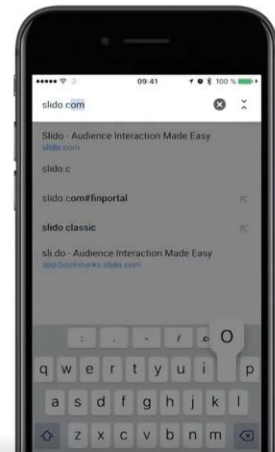 09:41 100 %
slido.com
Slido - Audience Interaction Made Easy
slido.com
slido.c
slido.com#finportal
slido classic
sli.do - Audience Interaction Made Easy
app.bookmarks.slido.com
: . - / .c O
q w e r t y u i p
a s d f g h j k l
z x c v b n m